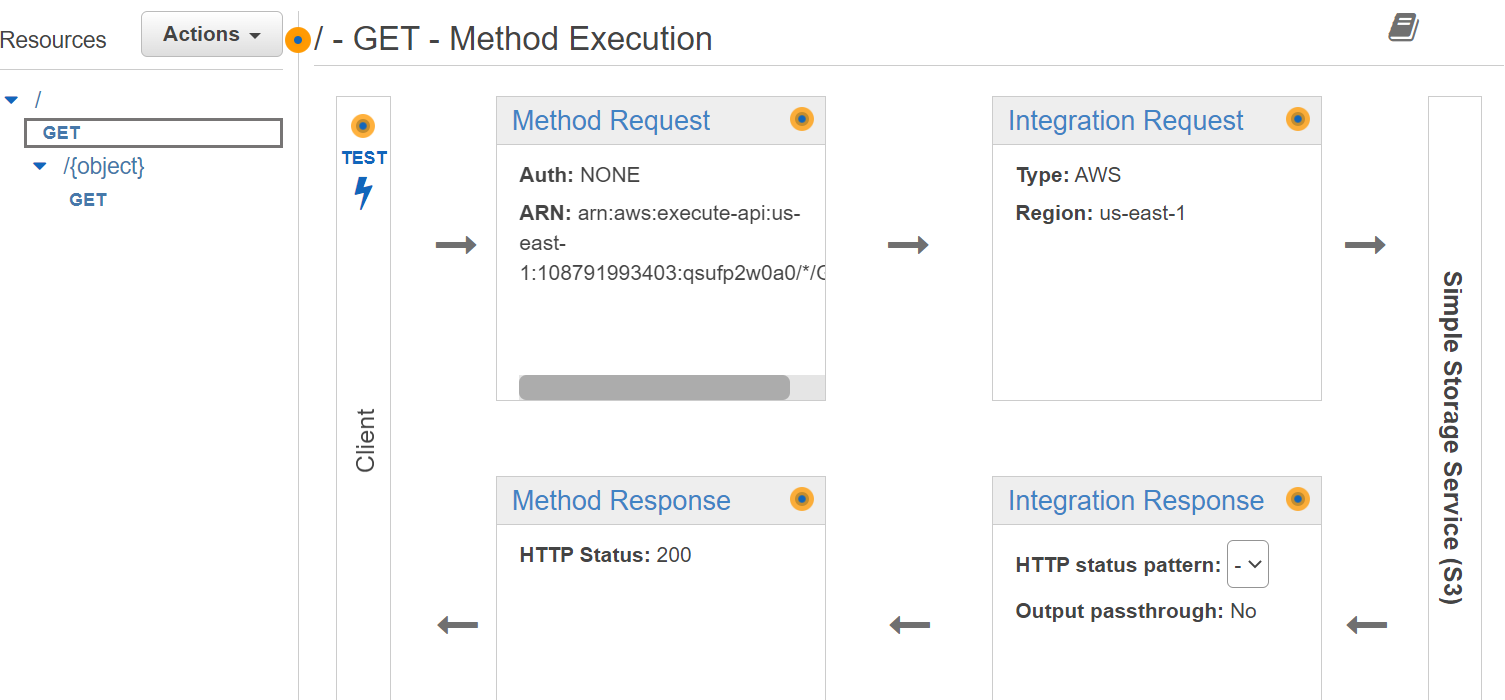 Resources
Actions
/ - GET - Method Execution
/
GET
/{object}
GET
TEST
Client
Method Request
Auth: NONE
ARN: arn:aws:execute-api:us-
east-
1:108791993403:qsufp2w0a0/*/
Integration Request
Type: AWS
Region: us-east-1
Method Response
HTTP Status: 200
Integration Response
HTTP status pattern: -
Output passthrough: No
Simple Storage Service (S3)